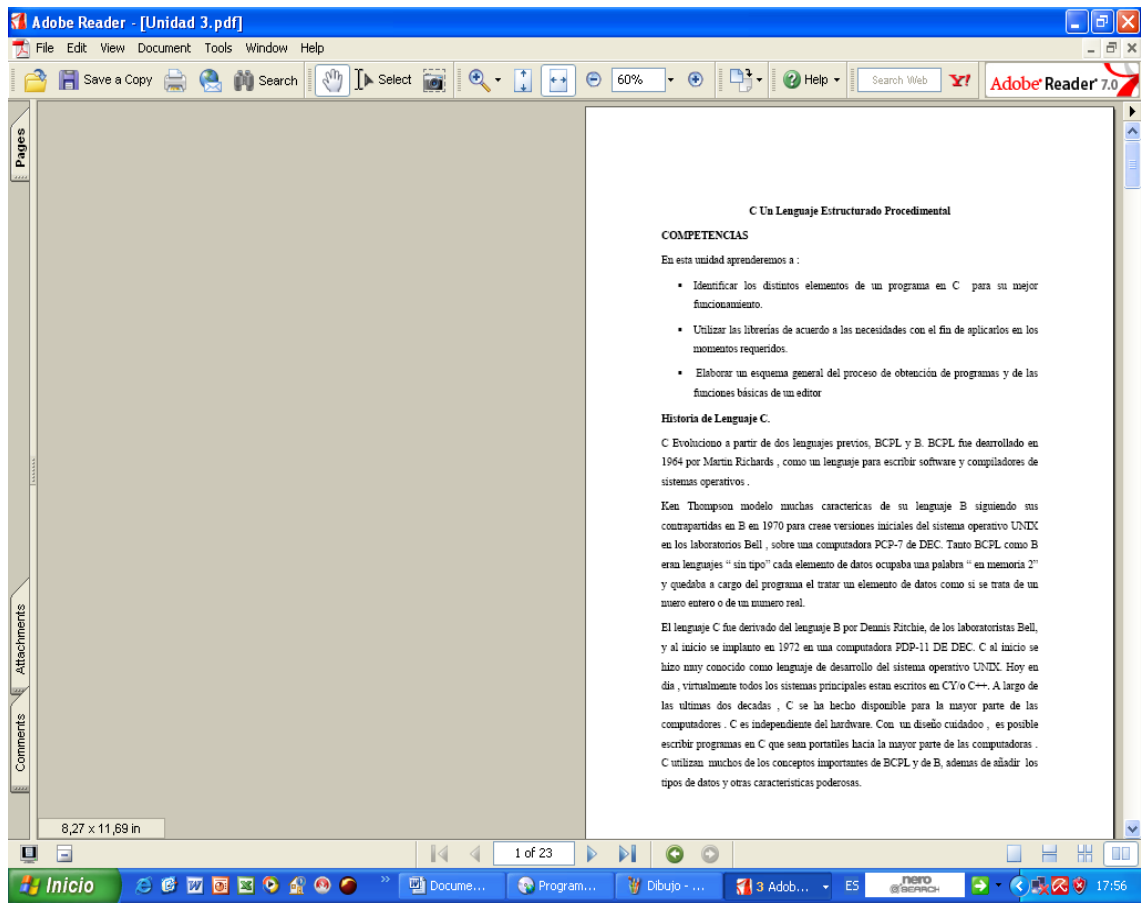 Adobe Reader - [Unidad 3.pdf]
File Edit View Document Tools Window Help
Save a Copy Search Select 60% Help Search Web Y! Adobe Reader 7.0
Pages
C Un Lenguaje Estructurado Procedimental
COMPETENCIAS
En esta unidad aprenderemos a :
▪ Identificar los distintos elementos de un programa en C para su mejor
funcionamiento.
▪ Utilizar las librerías de acuerdo a las necesidades con el fin de aplicarlos en los
momentos requeridos.
▪ Elaborar un esquema general del proceso de obtención de programas y de las
funciones básicas de un editor
Historia de Lenguaje C.
C Evoluciono a partir de dos lenguajes previos, BCPL y B. BCPL fue dearrollado en
1964 por Martin Richards , como un lenguaje para escribir software y compiladores de
sistemas operativos .
Ken Thompson modelo muchas caractericas de su lenguaje B siguiendo sus
contrapartidas en B en 1970 para creae versiones iniciales del sistema operativo UNIX
en los laboratorios Bell , sobre una computadora PCP-7 de DEC. Tanto BCPL como B
eran lenguajes “ sin tipo” cada elemento de datos ocupaba una palabra “ en memoria 2”
y quedaba a cargo del programa el tratar un elemento de datos como si se trata de un
nuero entero o de un numero real.
El lenguaje C fue derivado del lenguaje B por Dennis Ritchie, de los laboratoristas Bell,
y al inicio se implanto en 1972 en una computadora PDP-11 DE DEC. C al inicio se
hizo muy conocido como lenguaje de desarrollo del sistema operativo UNIX. Hoy en
dia , virtualmente todos los sistemas principales estan escritos en CY/o C++. A largo de
las ultimas dos decadas , C se ha hecho disponible para la mayor parte de las
computadores . C es independiente del hardware. Con un diseño cuidadoo , es posible
escribir programas en C que sean portatiles hacia la mayor parte de las computadoras .
C utilizan muchos de los conceptos importantes de BCPL y de B, ademas de añadir los
tipos de datos y otras caracteristicas poderosas.
Attachments
Comments
8,27 x 11,69 in
1 of 23
Inicio Docume... Program... Dibujo - ... 3 Adob... ES nero SEARCH 17:56